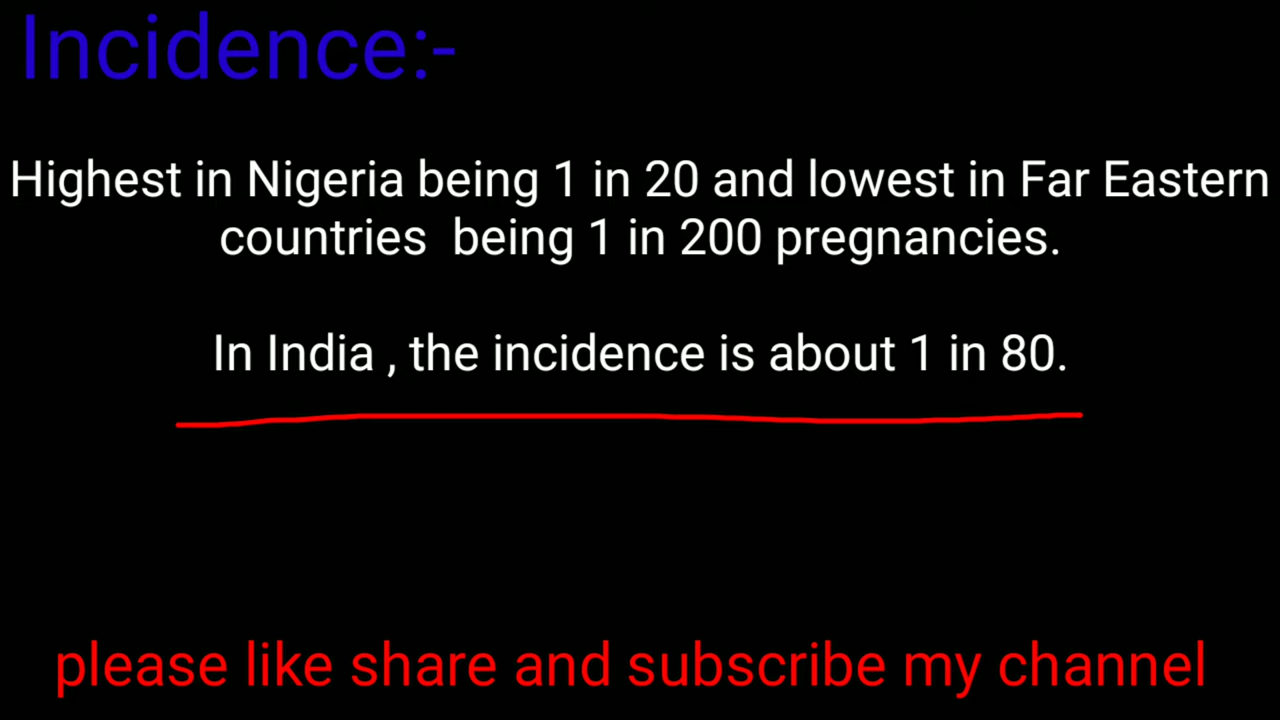 Incidence:-
Highest in Nigeria being 1 in 20 and lowest in Far Eastern
countries  being 1 in 200 pregnancies.
In India , the incidence is about 1 in 80.
please like share and subscribe my channel